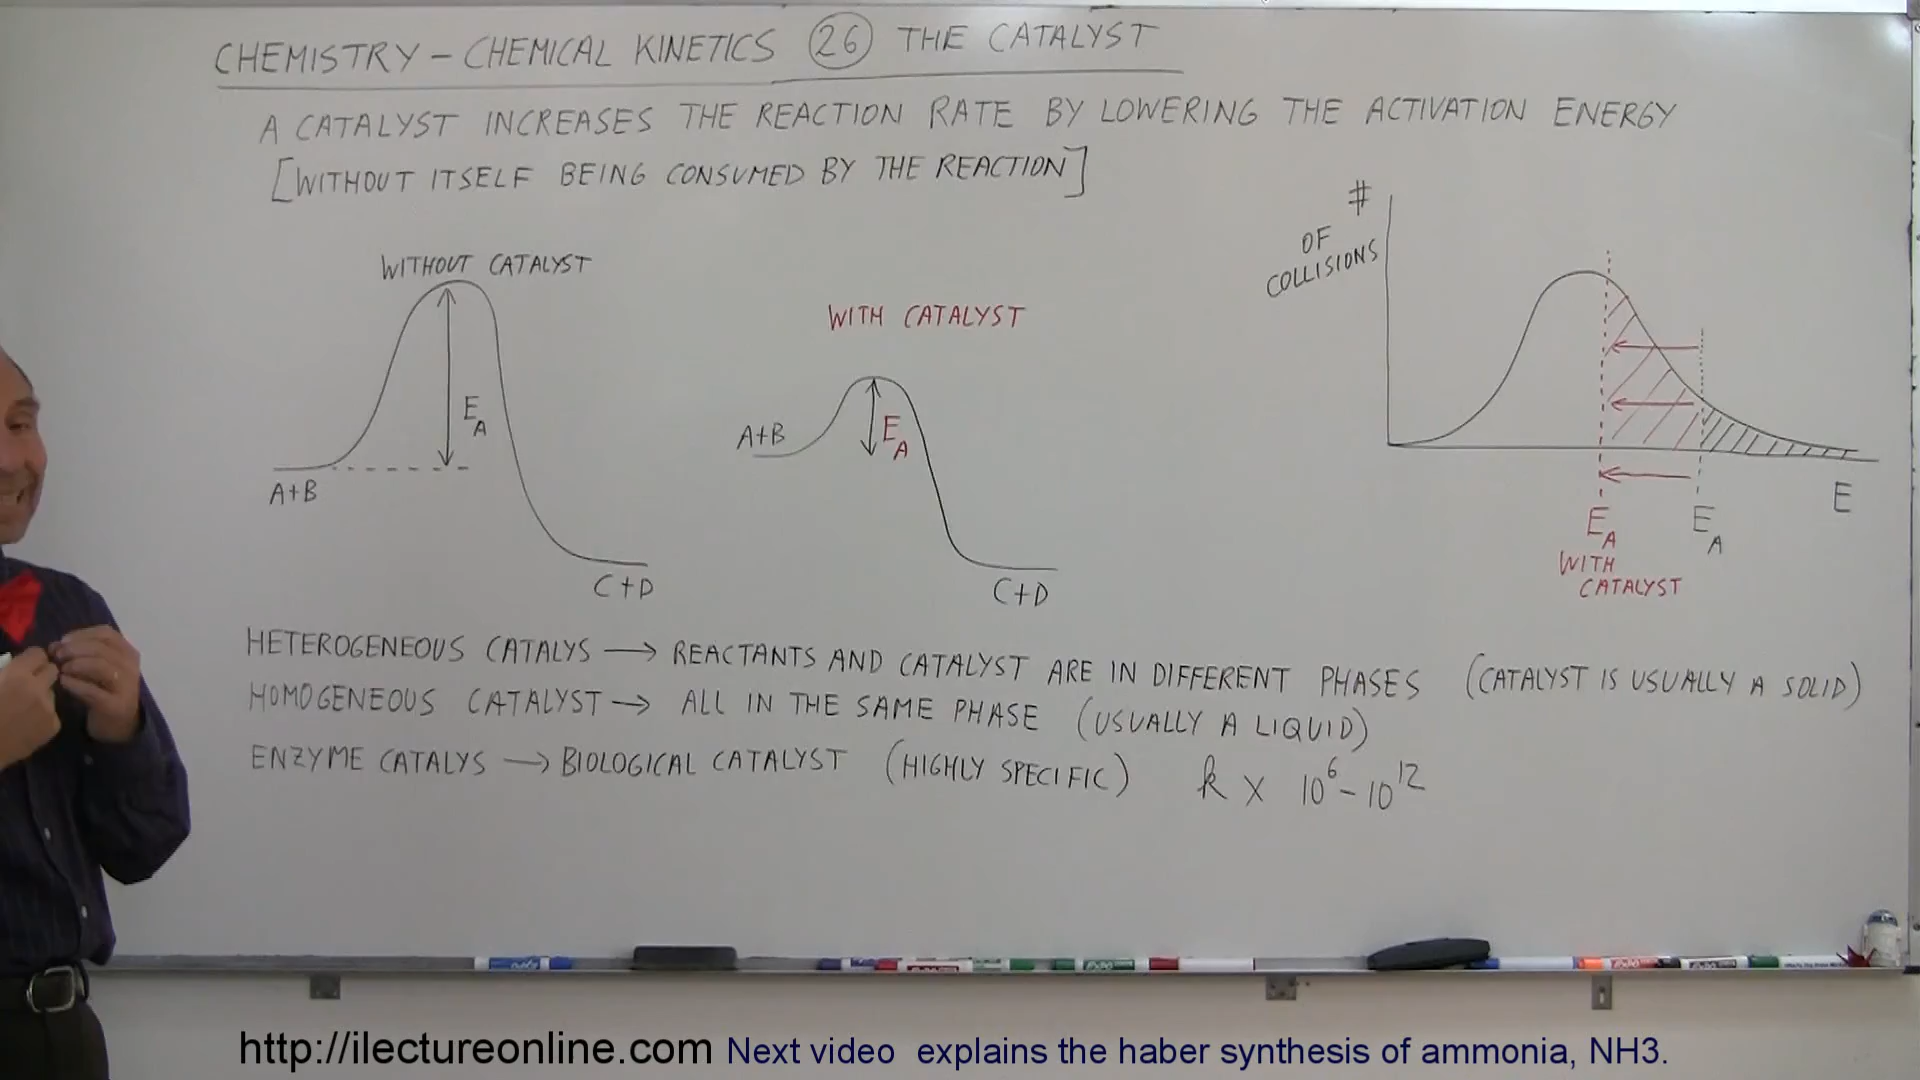 CHEMISTRY – CHEMICAL KINETICS 26 THE CATALYST
A CATALYST INCREASES THE REACTION RATE BY LOWERING THE ACTIVATION ENERGY
[WITHOUT ITSELF BEING CONSUMED BY THE REACTION]
WITHOUT CATALYST
EA
A+B
C+D
WITH CATALYST
A+B
EA
C+D
#
OF
COLLISIONS
E
EA
WITH
CATALYST
EA
HETEROGENEOUS CATALYS → REACTANTS AND CATALYST ARE IN DIFFERENT PHASES (CATALYST IS USUALLY A SOLID)
HOMOGENEOUS CATALYST → ALL IN THE SAME PHASE (USUALLY A LIQUID)
ENZYME CATALYS → BIOLOGICAL CATALYST (HIGHLY SPECIFIC) k x 10^6 – 10^12
http://ilectureonline.com Next video explains the haber synthesis of ammonia, NH3.